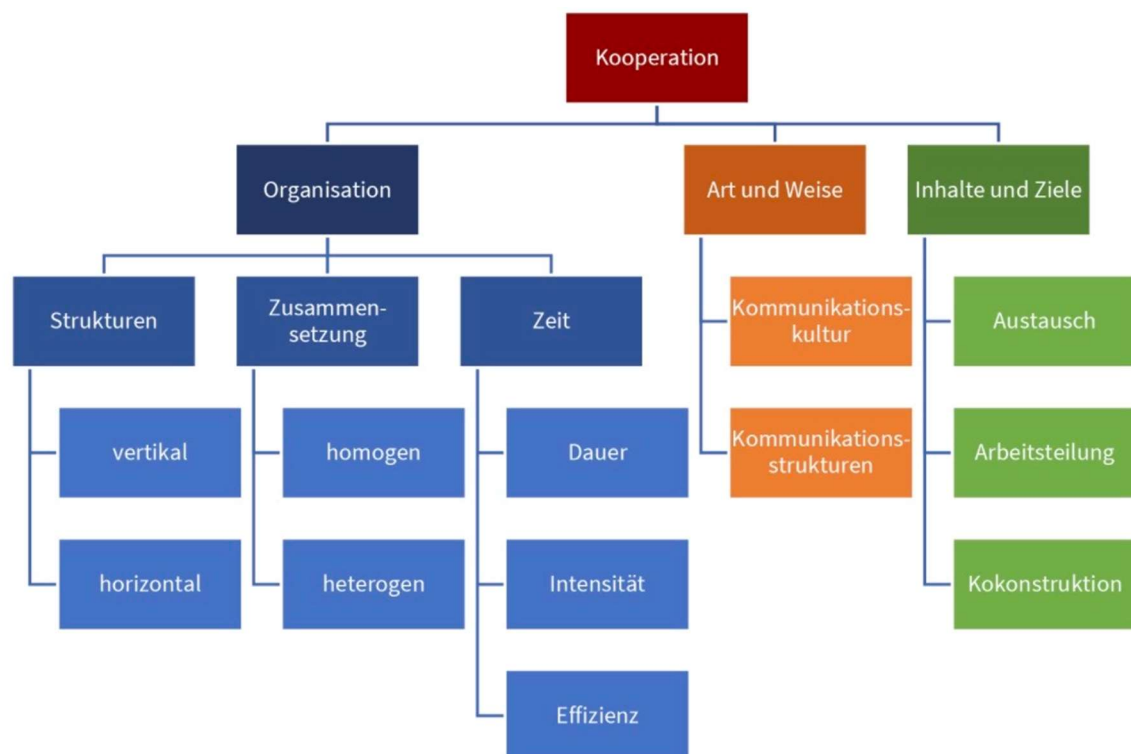 Kooperation
Organisation
Art und Weise
Inhalte und Ziele
Strukturen
Zusammen-
setzung
Zeit
Kommunikations-
kultur
Austausch
vertikal
homogen
Dauer
Kommunikations-
strukturen
Arbeitsteilung
horizontal
heterogen
Intensität
Kokonstruktion
Effizienz